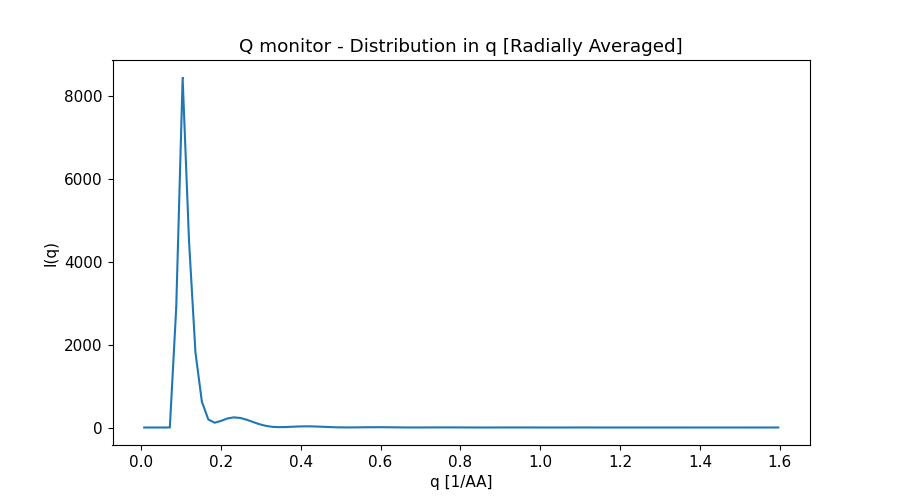 Q monitor - Distribution in q [Radially Averaged]
8000
6000
4000
2000
0
I(q)
0.0 0.2 0.4 0.6 0.8 1.0 1.2 1.4 1.6
q [1/AA]